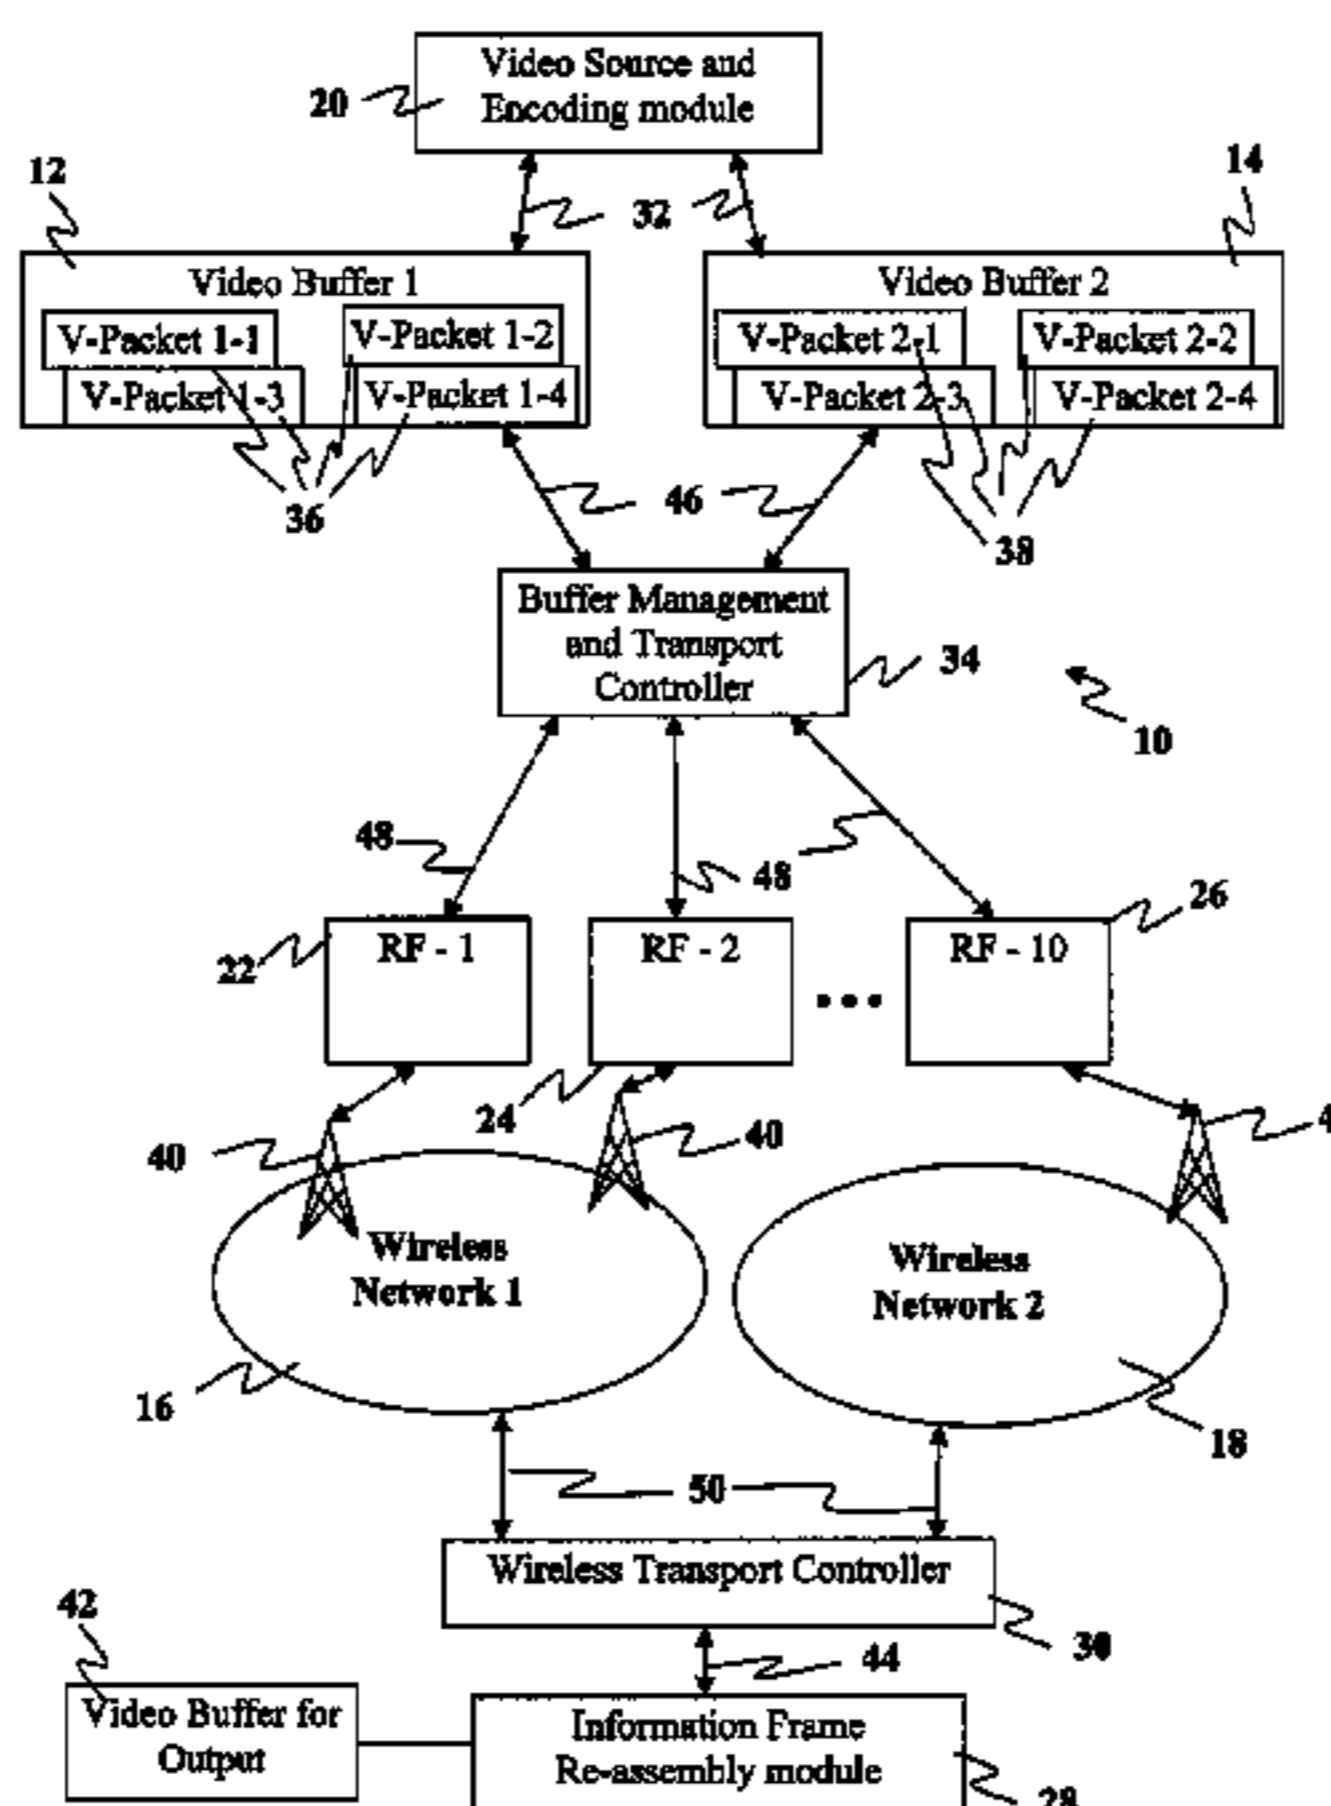 Video Source and
Encoding module
20
12
14
32
Video Buffer 1
Video Buffer 2
V-Packet 1-1
V-Packet 1-2
V-Packet 2-1
V-Packet 2-2
V-Packet 1-3
V-Packet 1-4
V-Packet 2-3
V-Packet 2-4
36
46
38
Buffer Management
and Transport
Controller
34
10
48
48
26
RF - 1
RF - 2
RF - 10
22
24
40
40
Wireless
Network 1
Wireless
Network 2
16
18
50
Wireless Transport Controller
30
42
44
Video Buffer for
Output
Information Frame
Re-assembly module
28